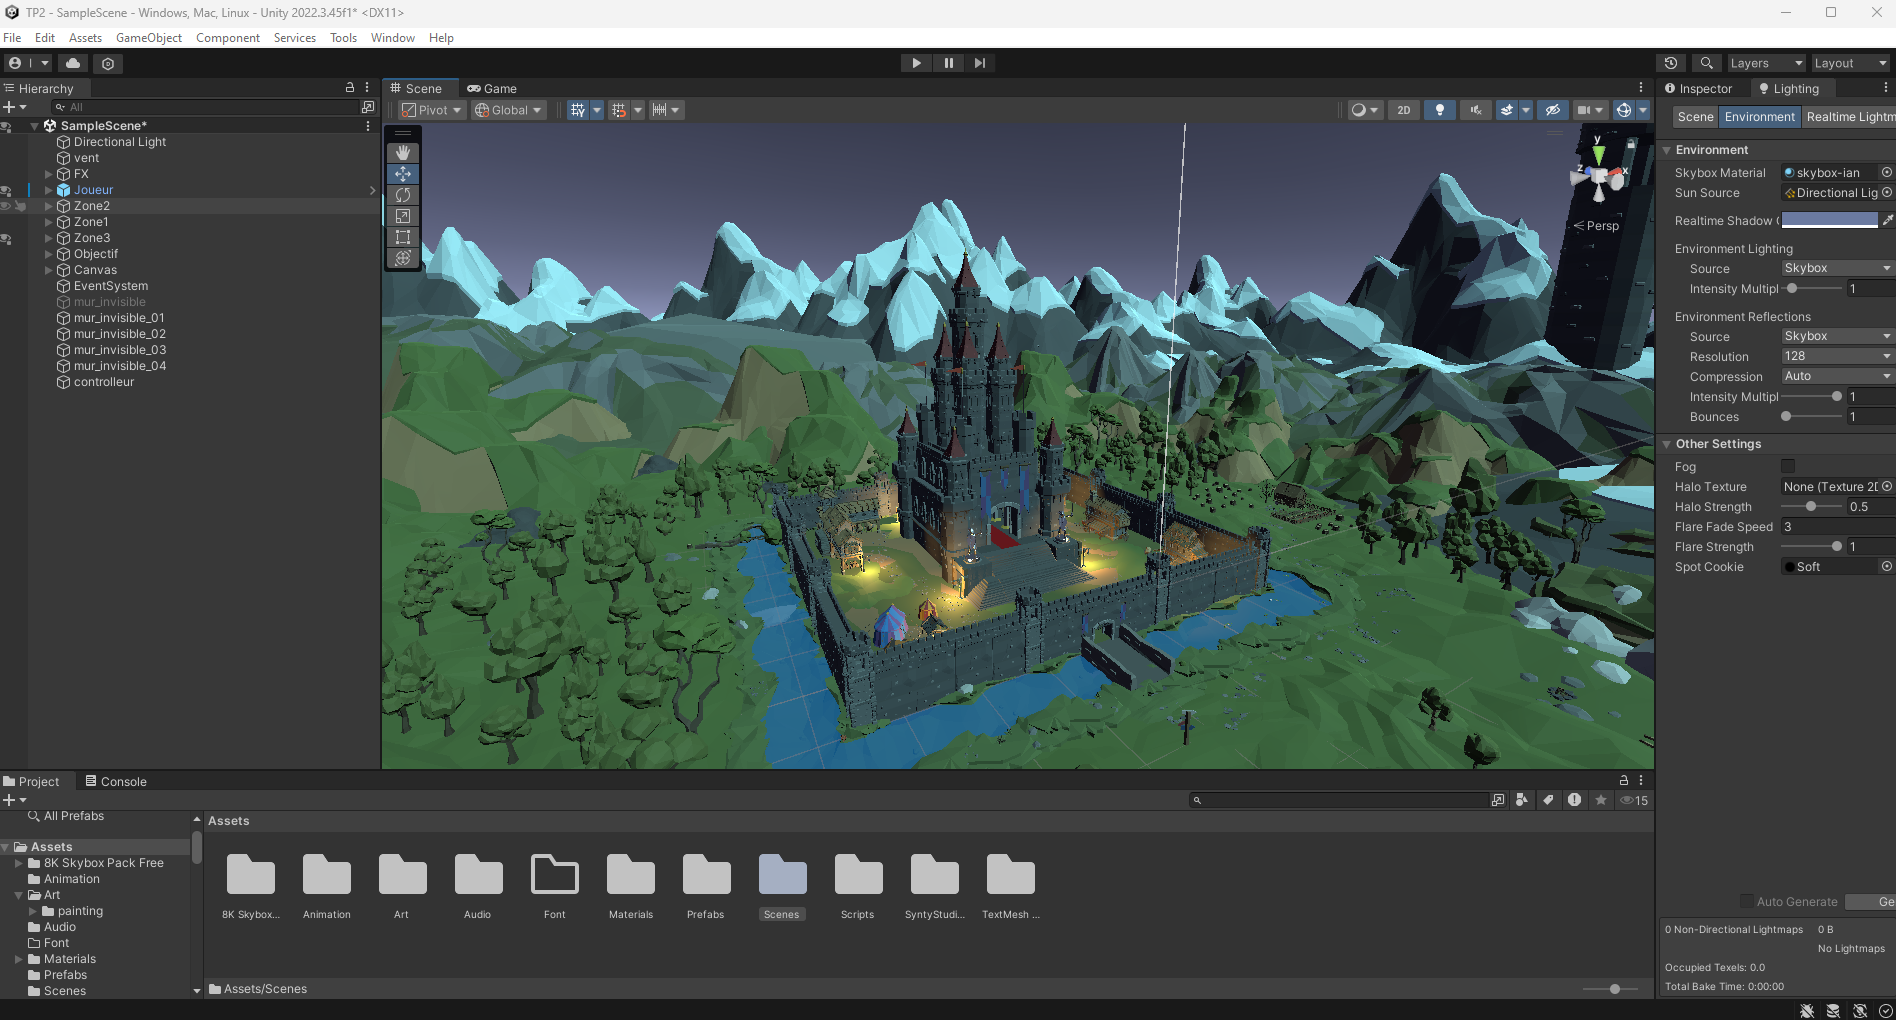 TP2 - SampleScene - Windows, Mac, Linux - Unity 2022.3.45f1* <DX11>
File Edit Assets GameObject Component Services Tools Window Help
I
Layers Layout
Hierarchy
All
SampleScene*
Directional Light
vent
FX
Joueur
Zone2
Zone1
Zone3
Objectif
Canvas
EventSystem
mur_invisible
mur_invisible_01
mur_invisible_02
mur_invisible_03
mur_invisible_04
controlleur
Scene Game
Pivot Global 2D
y
z x
Persp
Inspector Lighting
Scene Environment Realtime Lightm
Environment
Skybox Material skybox-ian
Sun Source Directional Lig
Realtime Shadow C
Environment Lighting
Source Skybox
Intensity Multipl 1
Environment Reflections
Source Skybox
Resolution 128
Compression Auto
Intensity Multipl 1
Bounces 1
Other Settings
Fog
Halo Texture None (Texture 2D
Halo Strength 0.5
Flare Fade Speed 3
Flare Strength 1
Spot Cookie Soft
Auto Generate Ge
0 Non-Directional Lightmaps 0 B
No Lightmaps
Occupied Texels: 0.0
Total Bake Time: 0:00:00
Project Console
15
All Prefabs
Assets
8K Skybox Pack Free
Animation
Art
painting
Audio
Font
Materials
Prefabs
Scenes
Assets
8K Skybox... Animation Art Audio Font Materials Prefabs Scenes Scripts SyntyStudi... TextMesh ...
Assets/Scenes